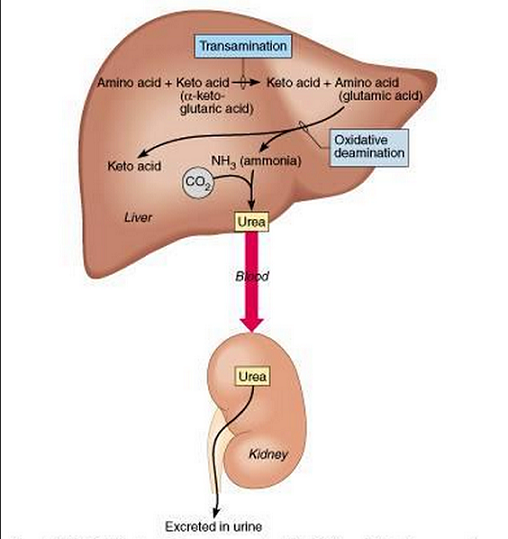 Transamination
Amino acid + Keto acid → Keto acid + Amino acid
(α-keto-
glutaric acid)
(glutamic acid)
Oxidative
deamination
Keto acid
NH₃ (ammonia)
CO₂
Liver
Urea
Blood
Urea
Kidney
Excreted in urine